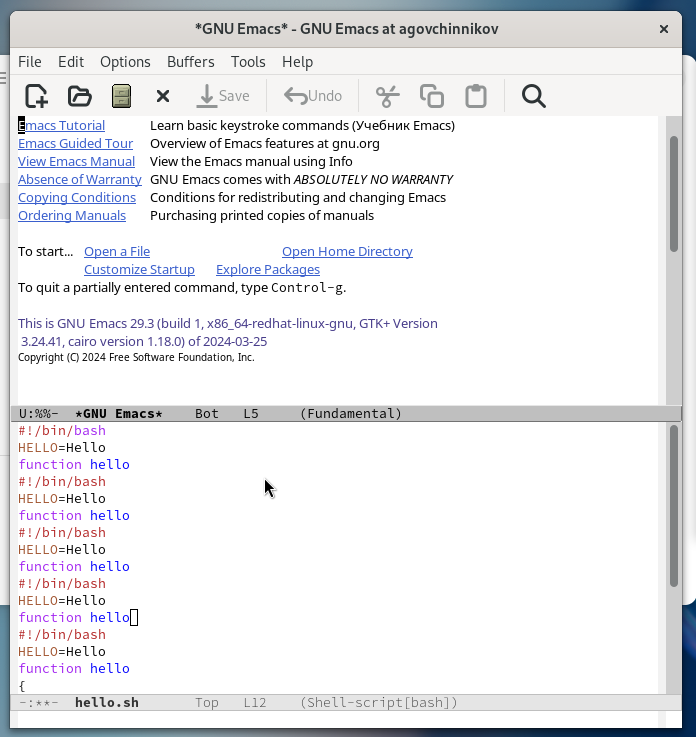 *GNU Emacs* - GNU Emacs at agovchinnikov
File Edit Options Buffers Tools Help
Save Undo
Emacs Tutorial Learn basic keystroke commands (Учебник Emacs)
Emacs Guided Tour Overview of Emacs features at gnu.org
View Emacs Manual View the Emacs manual using Info
Absence of Warranty GNU Emacs comes with ABSOLUTELY NO WARRANTY
Copying Conditions Conditions for redistributing and changing Emacs
Ordering Manuals Purchasing printed copies of manuals
To start... Open a File Open Home Directory
Customize Startup Explore Packages
To quit a partially entered command, type Control-g.
This is GNU Emacs 29.3 (build 1, x86_64-redhat-linux-gnu, GTK+ Version
3.24.41, cairo version 1.18.0) of 2024-03-25
Copyright (C) 2024 Free Software Foundation, Inc.
U:%%- *GNU Emacs* Bot L5 (Fundamental)
#!/bin/bash
HELLO=Hello
function hello
#!/bin/bash
HELLO=Hello
function hello
#!/bin/bash
HELLO=Hello
function hello
#!/bin/bash
HELLO=Hello
function hello
#!/bin/bash
HELLO=Hello
function hello
{
-:**- hello.sh Top L12 (Shell-script[bash])